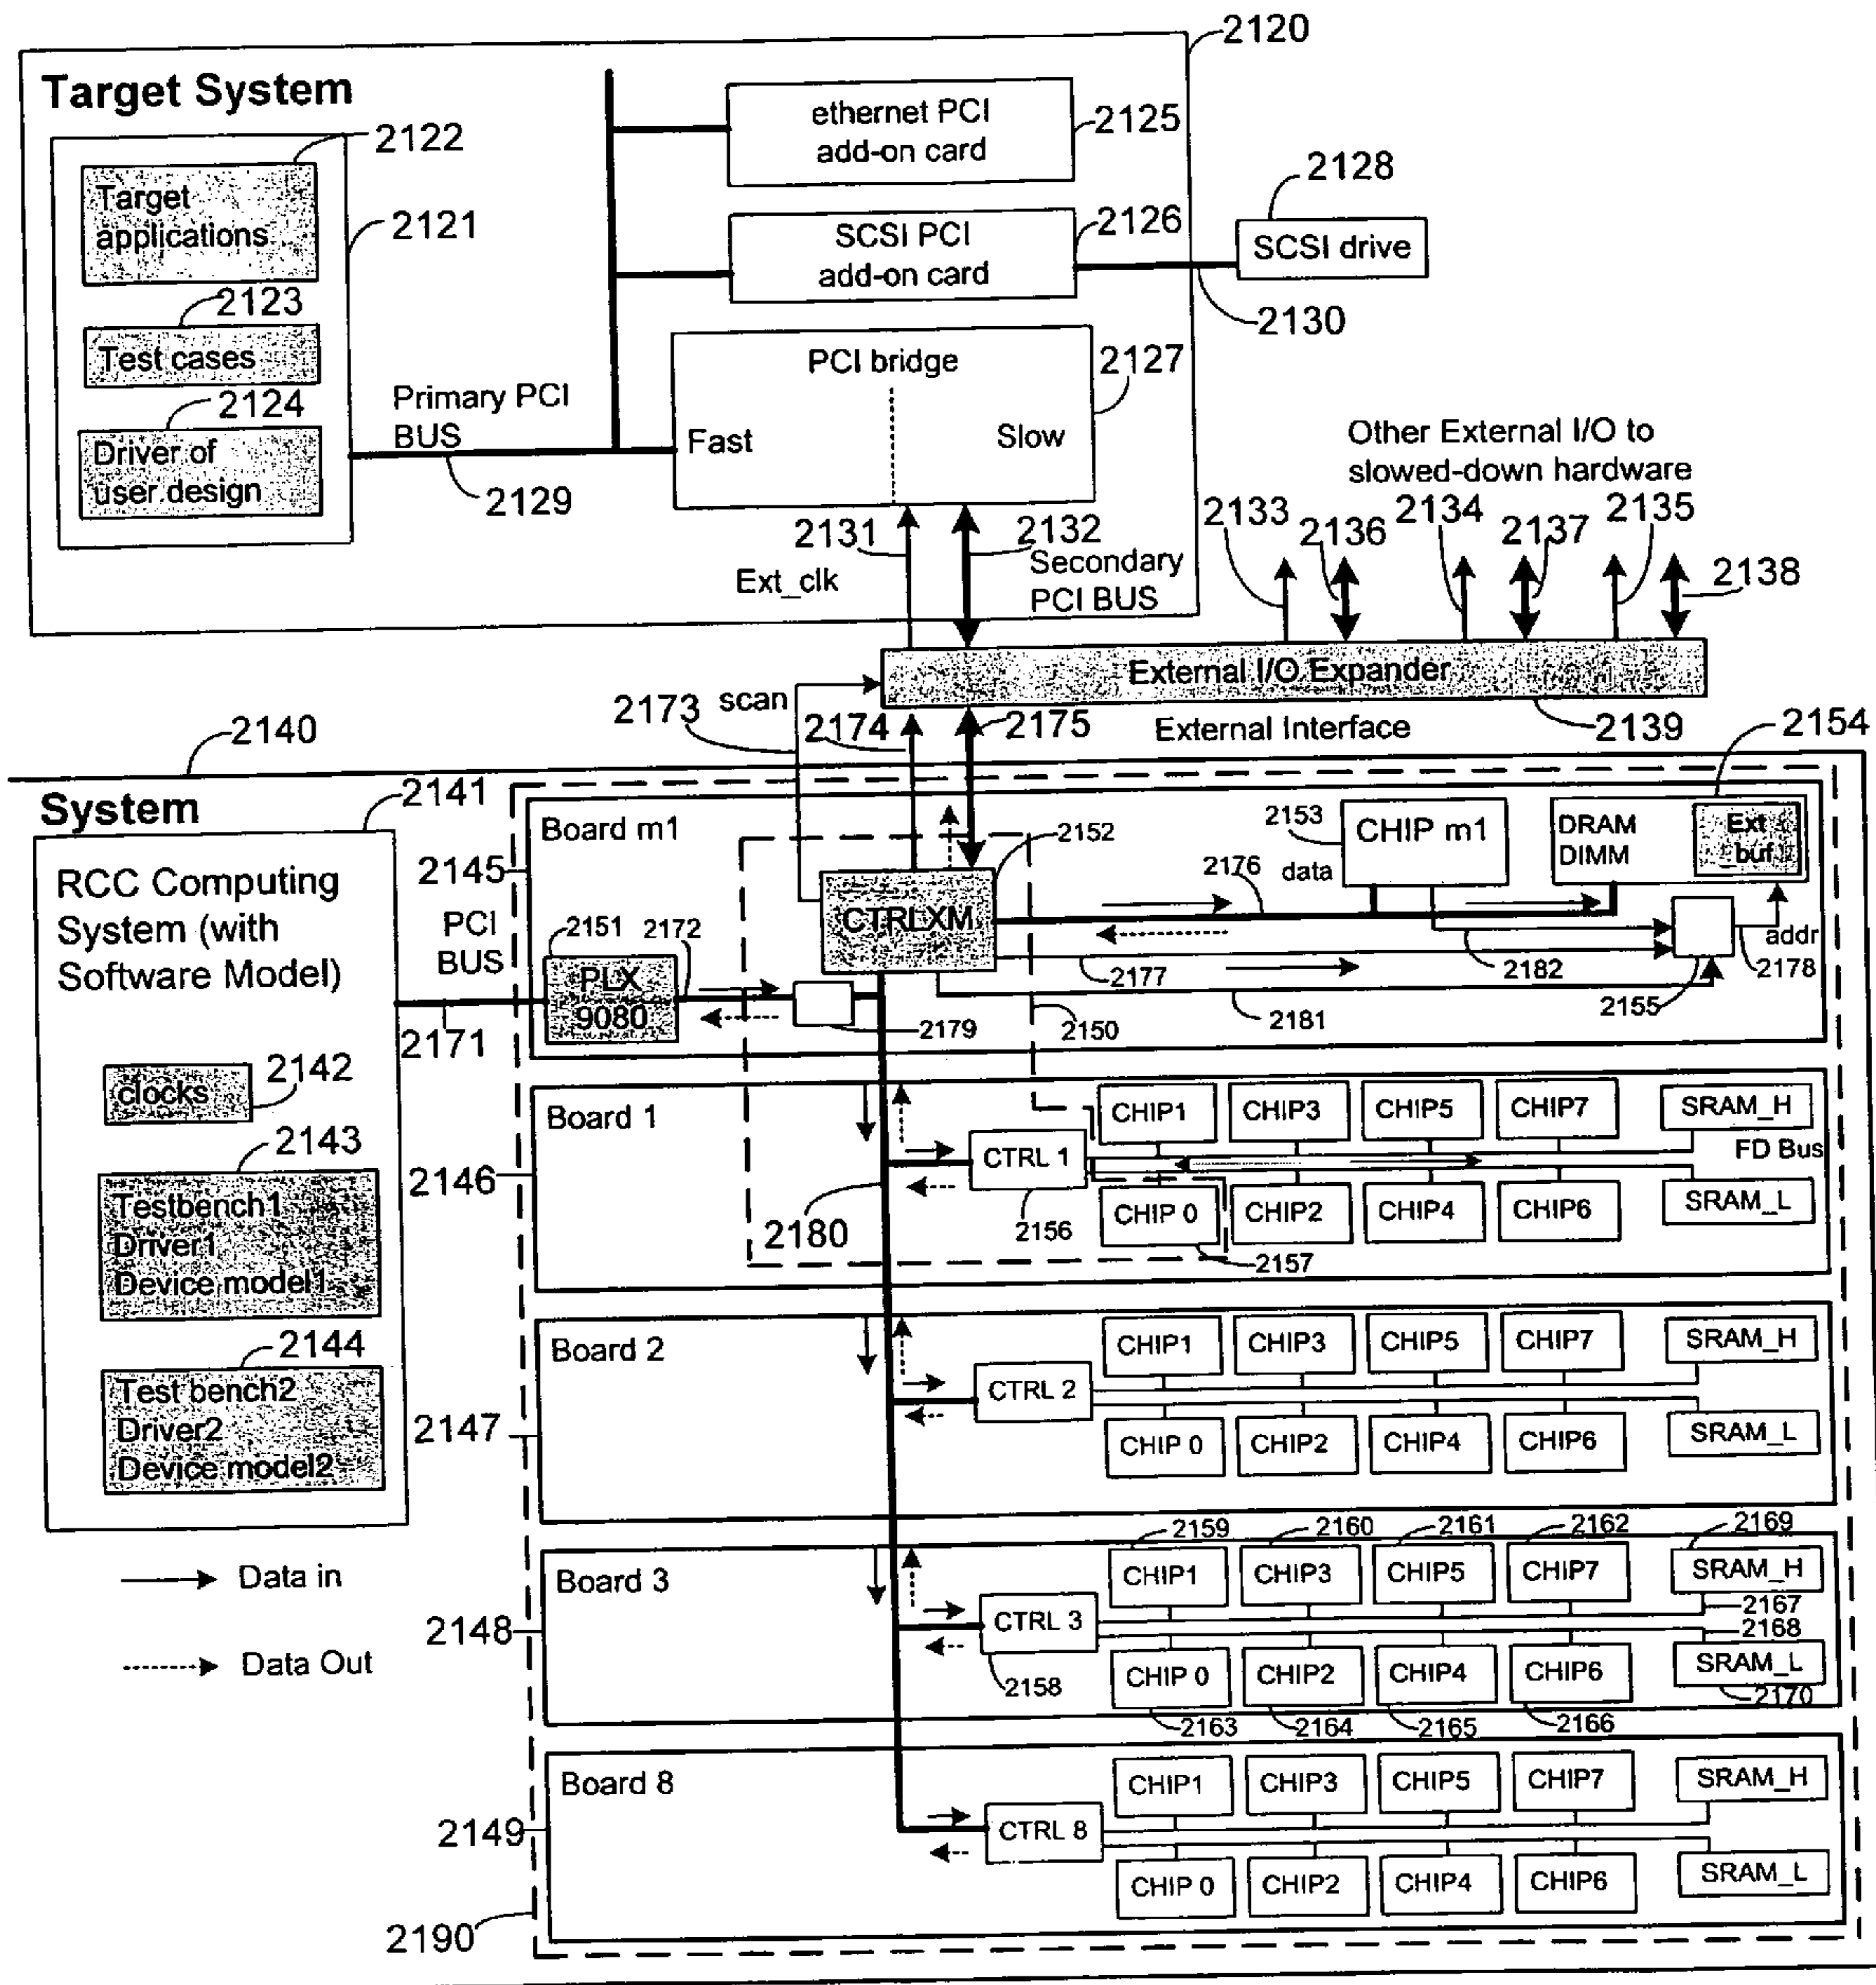 2120
Target System
2122
Target
applications
2121
2123
Test cases
2124
Driver of
user design
Primary PCI
BUS
2129
ethernet PCI
add-on card
2125
SCSI PCI
add-on card
2126
2128
SCSI drive
2130
PCI bridge
2127
Fast
Slow
2131
2132
Ext_clk
Secondary
PCI BUS
Other External I/O to
slowed-down hardware
2133
2136
2134
2137
2135
2138
External I/O Expander
2173
scan
2174
2175
External Interface
2139
2154
2140
System
2141
RCC Computing
System (with
Software Model)
2145
PCI
BUS
2171
clocks
2142
2143
Testbench1
Driver1
Device model1
2144
Test bench2
Driver2
Device model2
Data in
Data Out
Board m1
2151
PLX
9080
2172
2179
CTRLXM
2152
2153
CHIP m1
data
2176
DRAM
DIMM
Ext
_buf
addr
2177
2182
2178
2155
2181
2150
Board 1
2146
2180
CTRL 1
2156
CHIP1
CHIP3
CHIP5
CHIP7
SRAM_H
FD Bus
CHIP 0
CHIP2
CHIP4
CHIP6
SRAM_L
2157
Board 2
2147
CTRL 2
CHIP1
CHIP3
CHIP5
CHIP7
SRAM_H
CHIP 0
CHIP2
CHIP4
CHIP6
SRAM_L
2159
2160
2161
2162
2169
Board 3
2148
CTRL 3
2158
CHIP1
CHIP3
CHIP5
CHIP7
SRAM_H
2167
2168
CHIP 0
CHIP2
CHIP4
CHIP6
SRAM_L
2170
2163
2164
2165
2166
Board 8
2149
CTRL 8
CHIP1
CHIP3
CHIP5
CHIP7
SRAM_H
CHIP 0
CHIP2
CHIP4
CHIP6
SRAM_L
2190